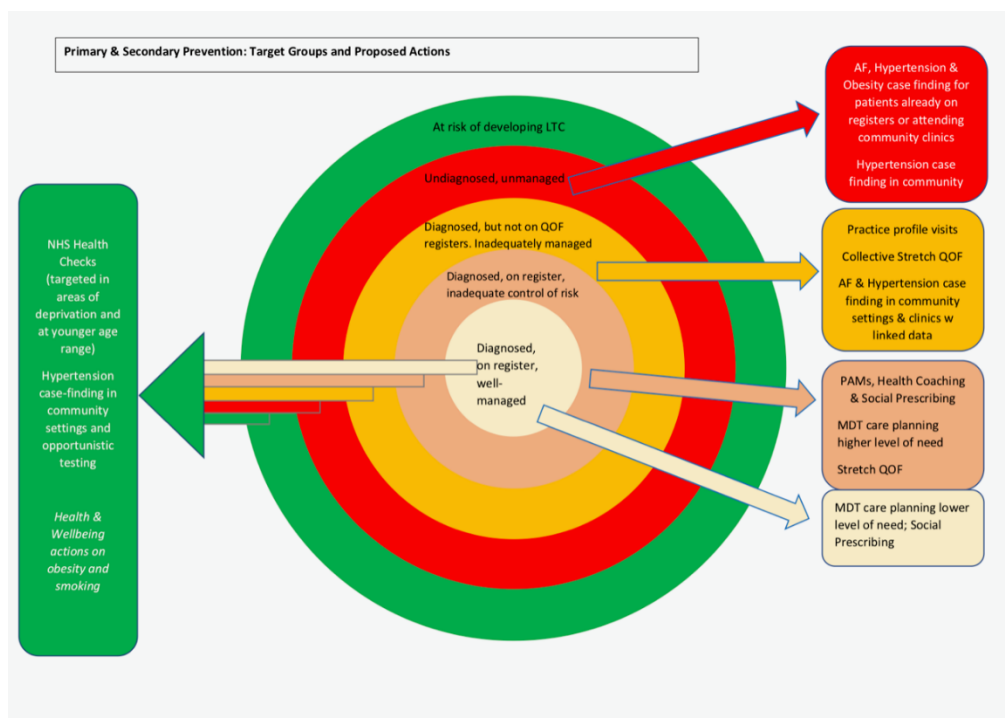 Primary & Secondary Prevention: Target Groups and Proposed Actions
At risk of developing LTC
Undiagnosed, unmanaged
Diagnosed, but not on QOF
registers. Inadequately managed
Diagnosed, on register,
inadequate control of risk
Diagnosed,
on register,
well-
managed
NHS Health
Checks
(targeted in
areas of
deprivation and
at younger age
range)
Hypertension
case-finding in
community
settings and
opportunistic
testing
Health &
Wellbeing
actions on
obesity and
smoking
AF, Hypertension &
Obesity case finding for
patients already on
registers or attending
community clinics
Hypertension case
finding in community
Practice profile visits
Collective Stretch QOF
AF & Hypertension case
finding in community
settings & clinics w
linked data
PAMs, Health Coaching
& Social Prescribing
MDT care planning
higher level of need
Stretch QOF
MDT care planning lower
level of need; Social
Prescribing